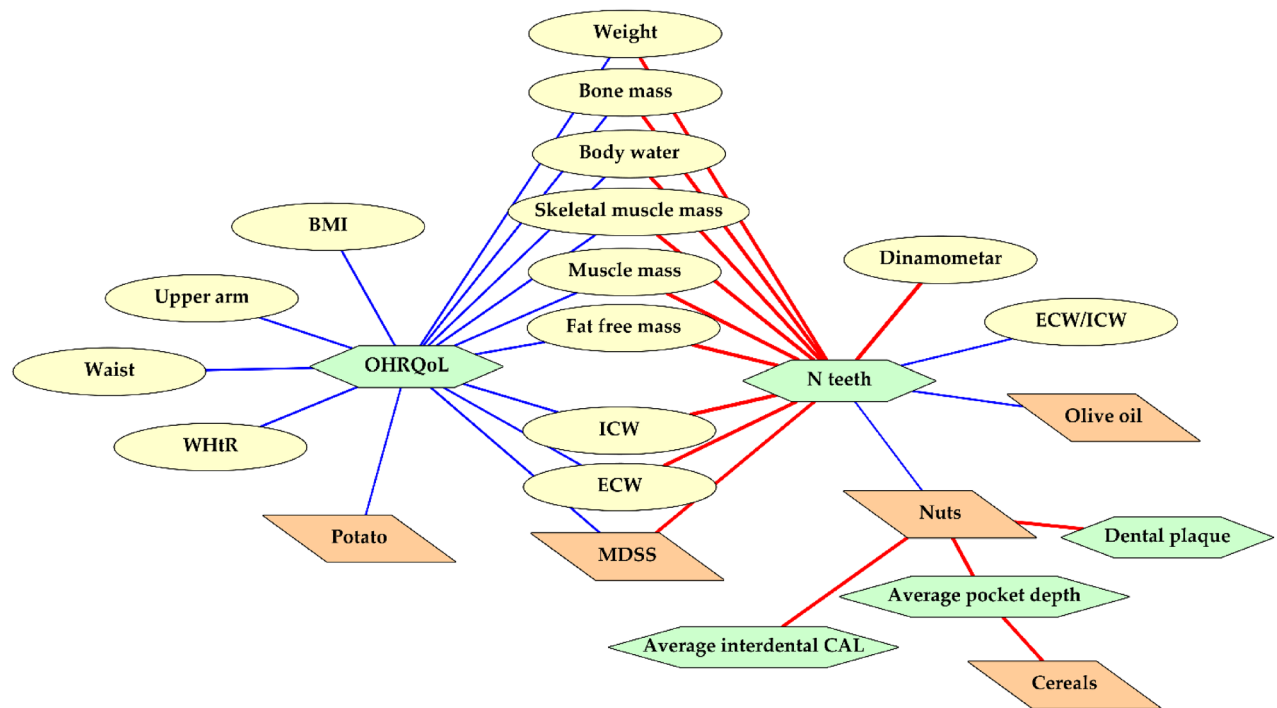 Weight
Bone mass
Body water
Skeletal muscle mass
BMI
Dinamometar
Muscle mass
Upper arm
ECW/ICW
Fat free mass
OHRQoL
Waist
N teeth
Olive oil
ICW
WHtR
ECW
Nuts
Potato
Dental plaque
MDSS
Average pocket depth
Average interdental CAL
Cereals